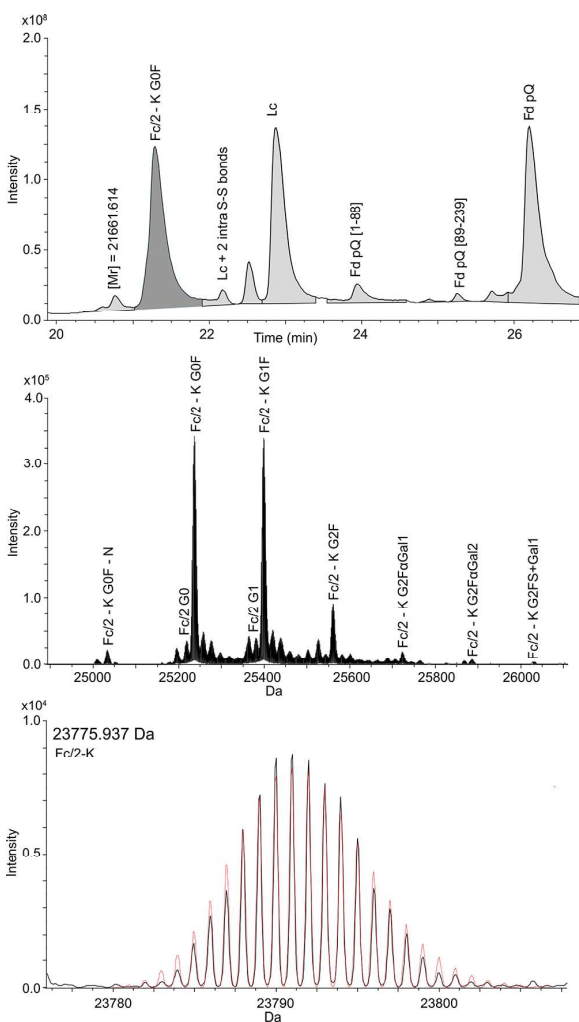 x10⁸
2.0
1.5
1.0
0.5
0.0
Intensity
[Mr] = 21661.614
Fc/2 - K G0F
Lc + 2 intra S-S bonds
Lc
Fd pQ [1-88]
Fd pQ [89-239]
Fd pQ
20 22 24 26
Time (min)
x10⁵
4.0
3.0
2.0
1.0
0.0
Intensity
Fc/2 - K G0F - N
Fc/2 G0
Fc/2 - K G0F
Fc/2 G1
Fc/2 - K G1F
Fc/2 - K G2F
Fc/2 - K G2FαGal1
Fc/2 - K G2FαGal2
Fc/2 - K G2FS+Gal1
25000 25200 25400 25600 25800 26000
Da
x10⁴
1.0
0.5
0.0
Intensity
23775.937 Da
Fc/2-K
23780 23790 23800
Da